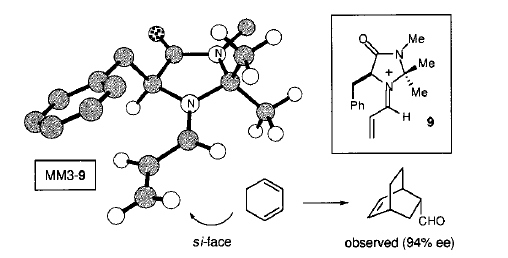 N
N
MM3-9
si-face
O
N
Me
+
N
Me
Me
Ph
H
9
CHO
observed (94% ee)